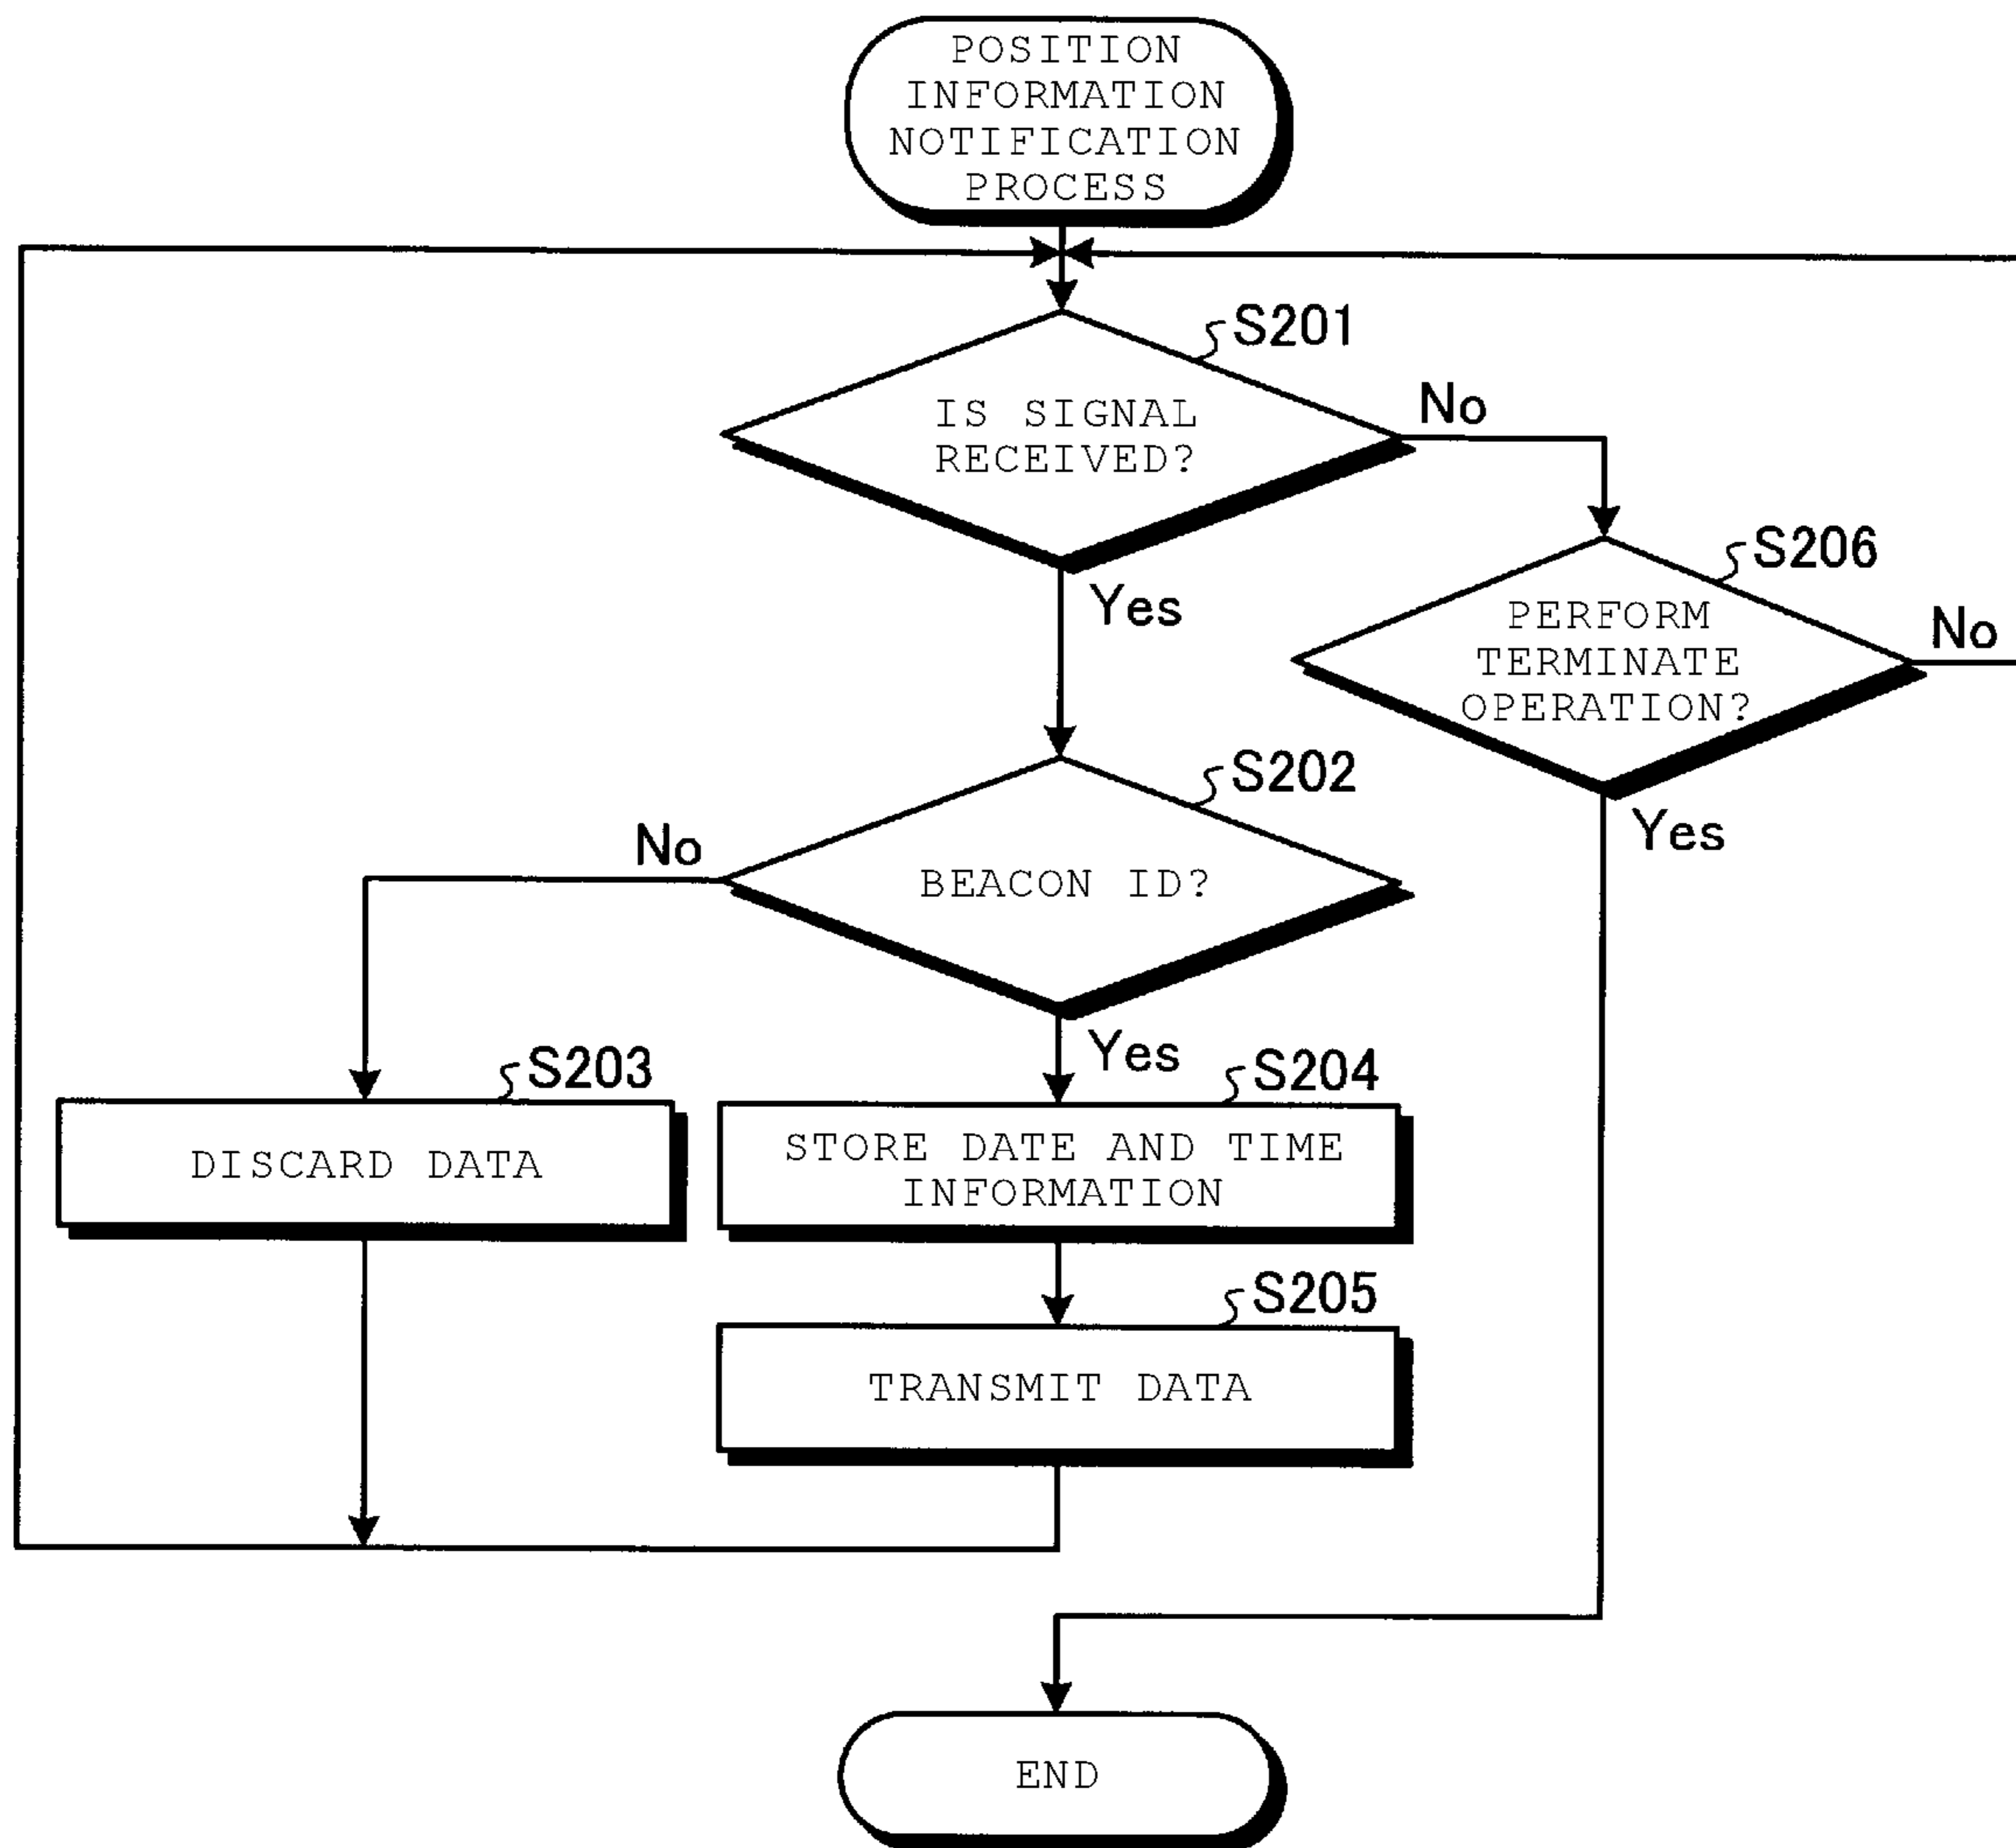 POSITION
INFORMATION
NOTIFICATION
PROCESS
S201
IS SIGNAL
RECEIVED?
No
Yes
S206
PERFORM
TERMINATE
OPERATION?
No
Yes
S202
BEACON ID?
No
Yes
S203
DISCARD DATA
S204
STORE DATE AND TIME
INFORMATION
S205
TRANSMIT DATA
END